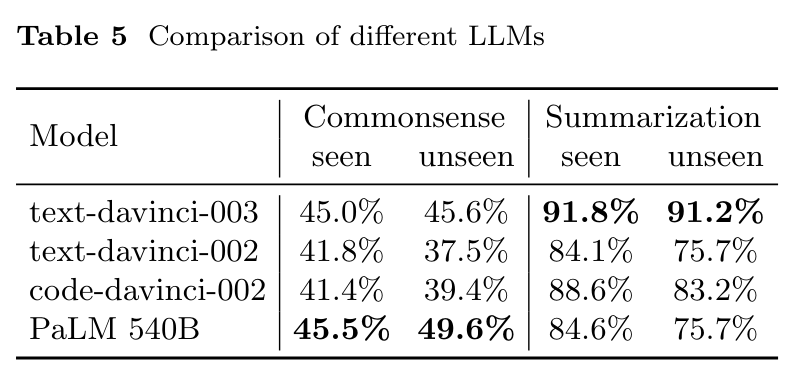 Table 5 Comparison of different LLMs
Model Commonsense Summarization
seen unseen seen unseen
text-davinci-003 45.0% 45.6% 91.8% 91.2%
text-davinci-002 41.8% 37.5% 84.1% 75.7%
code-davinci-002 41.4% 39.4% 88.6% 83.2%
PaLM 540B 45.5% 49.6% 84.6% 75.7%